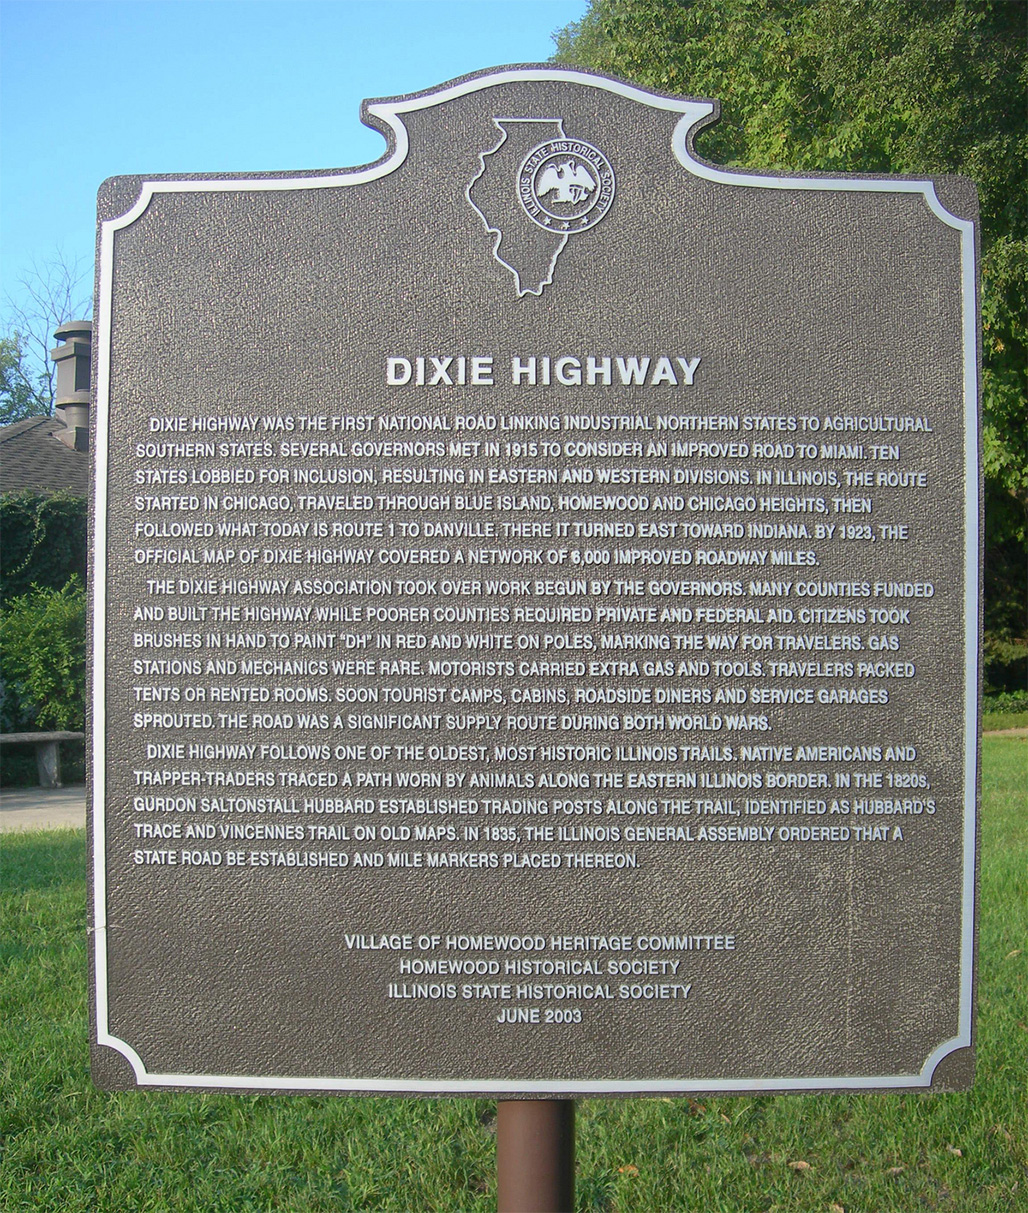 ILLINOIS STATE HISTORICAL SOCIETY
DIXIE HIGHWAY
DIXIE HIGHWAY WAS THE FIRST NATIONAL ROAD LINKING INDUSTRIAL NORTHERN STATES TO AGRICULTURAL
SOUTHERN STATES. SEVERAL GOVERNORS MET IN 1915 TO CONSIDER AN IMPROVED ROAD TO MIAMI. TEN
STATES LOBBIED FOR INCLUSION, RESULTING IN EASTERN AND WESTERN DIVISIONS. IN ILLINOIS, THE ROUTE
STARTED IN CHICAGO, TRAVELED THROUGH BLUE ISLAND, HOMEWOOD AND CHICAGO HEIGHTS, THEN
FOLLOWED WHAT TODAY IS ROUTE 1 TO DANVILLE. THERE IT TURNED EAST TOWARD INDIANA. BY 1923, THE
OFFICIAL MAP OF DIXIE HIGHWAY COVERED A NETWORK OF 6,000 IMPROVED ROADWAY MILES.
THE DIXIE HIGHWAY ASSOCIATION TOOK OVER WORK BEGUN BY THE GOVERNORS. MANY COUNTIES FUNDED
AND BUILT THE HIGHWAY WHILE POORER COUNTIES REQUIRED PRIVATE AND FEDERAL AID. CITIZENS TOOK
BRUSHES IN HAND TO PAINT “DH” IN RED AND WHITE ON POLES, MARKING THE WAY FOR TRAVELERS. GAS
STATIONS AND MECHANICS WERE RARE. MOTORISTS CARRIED EXTRA GAS AND TOOLS. TRAVELERS PACKED
TENTS OR RENTED ROOMS. SOON TOURIST CAMPS, CABINS, ROADSIDE DINERS AND SERVICE GARAGES
SPROUTED. THE ROAD WAS A SIGNIFICANT SUPPLY ROUTE DURING BOTH WORLD WARS.
DIXIE HIGHWAY FOLLOWS ONE OF THE OLDEST, MOST HISTORIC ILLINOIS TRAILS. NATIVE AMERICANS AND
TRAPPER-TRADERS TRACED A PATH WORN BY ANIMALS ALONG THE EASTERN ILLINOIS BORDER. IN THE 1820s,
GURDON SALTONSTALL HUBBARD ESTABLISHED TRADING POSTS ALONG THE TRAIL, IDENTIFIED AS HUBBARD'S
TRACE AND VINCENNES TRAIL ON OLD MAPS. IN 1835, THE ILLINOIS GENERAL ASSEMBLY ORDERED THAT A
STATE ROAD BE ESTABLISHED AND MILE MARKERS PLACED THEREON.
VILLAGE OF HOMEWOOD HERITAGE COMMITTEE
HOMEWOOD HISTORICAL SOCIETY
ILLINOIS STATE HISTORICAL SOCIETY
JUNE 2003